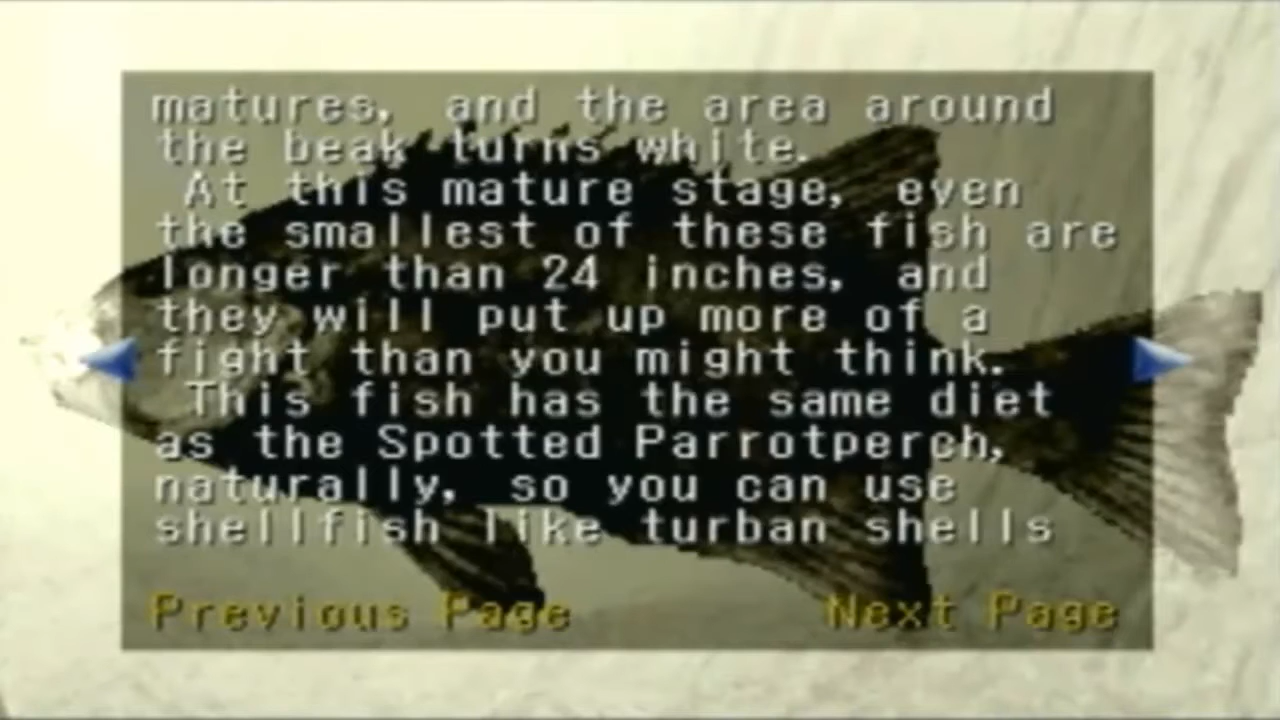 matures, and the area around
the beak turns white.
At this mature stage, even
the smallest of these fish are
longer than 24 inches, and
they will put up more of a
fight than you might think.
This fish has the same diet
as the Spotted Parrotperch,
naturally, so you can use
shellfish like turban shells
Previous Page Next Page